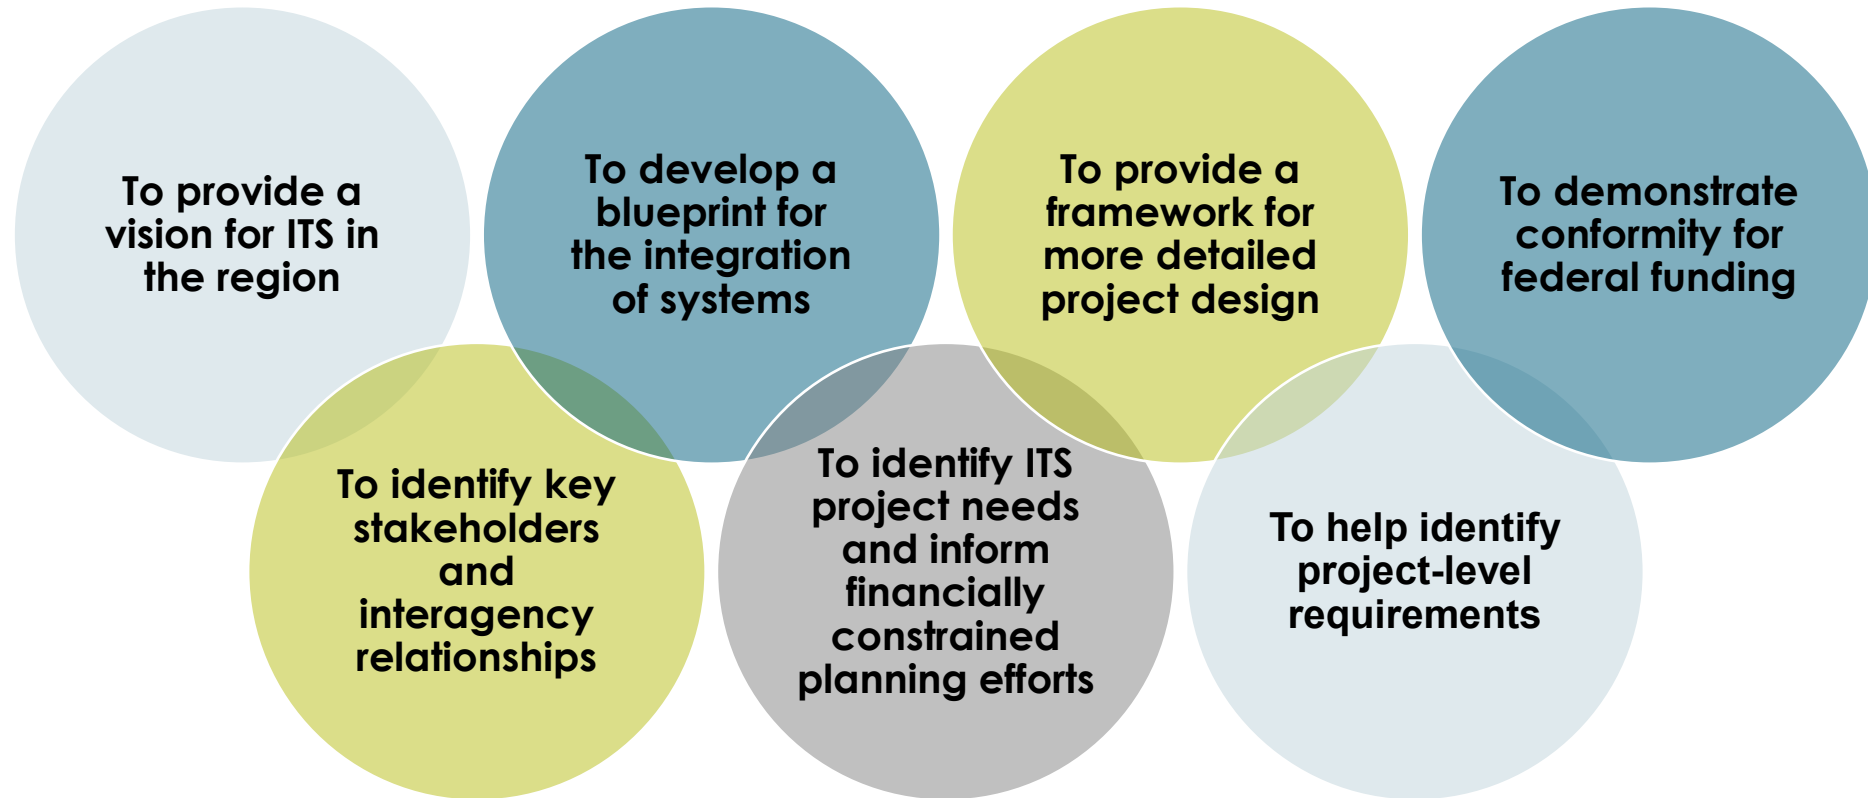 To provide a
vision for ITS in
the region
To develop a
blueprint for
the integration
of systems
To provide a
framework for
more detailed
project design
To demonstrate
conformity for
federal funding
To identify key
stakeholders
and
interagency
relationships
To identify ITS
project needs
and inform
financially
constrained
planning efforts
To help identify
project-level
requirements